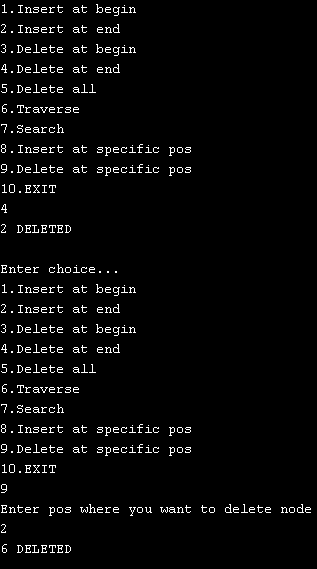 1.Insert at begin
2.Insert at end
3.Delete at begin
4.Delete at end
5.Delete all
6.Traverse
7.Search
8.Insert at specific pos
9.Delete at specific pos
10.EXIT
4
2 DELETED
Enter choice...
1.Insert at begin
2.Insert at end
3.Delete at begin
4.Delete at end
5.Delete all
6.Traverse
7.Search
8.Insert at specific pos
9.Delete at specific pos
10.EXIT
9
Enter pos where you want to delete node
2
6 DELETED